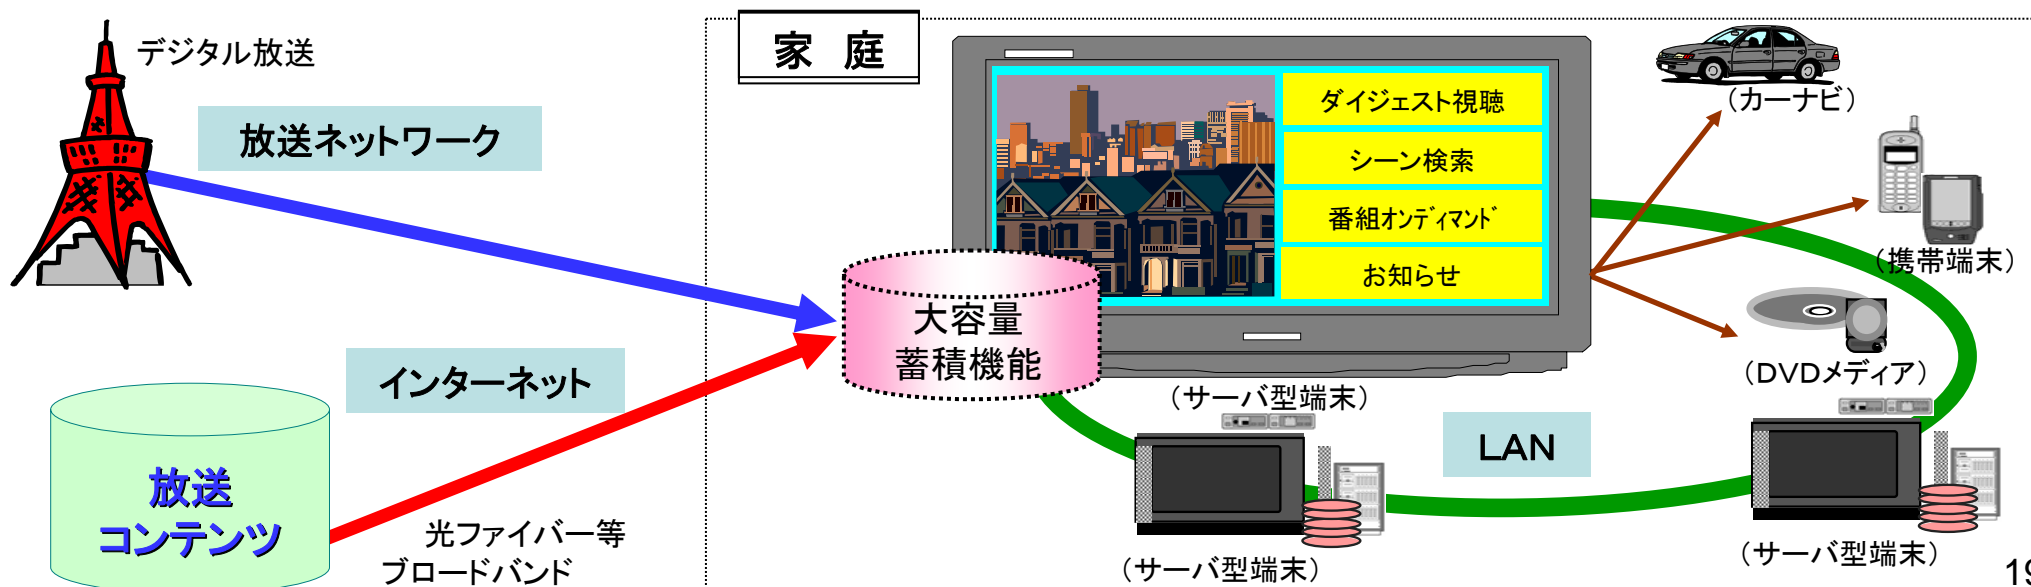 デジタル放送
放送ネットワーク
インターネット
放送
コンテンツ
光ファイバー等
ブロードバンド
家 庭
ダイジェスト視聴
シーン検索
番組オンディマンド
お知らせ
大容量
蓄積機能
(サーバ型端末)
(カーナビ)
(携帯端末)
(DVDメディア)
LAN
(サーバ型端末)
(サーバ型端末)
19